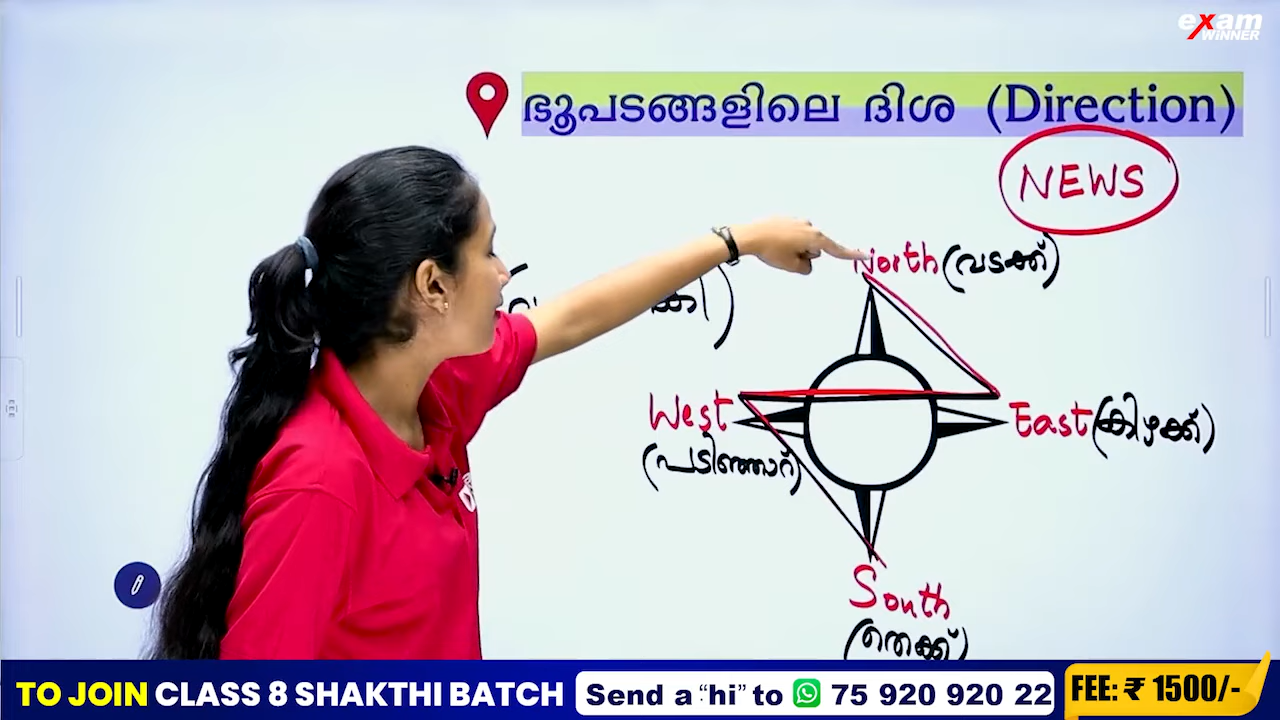 exam
WINNER
ഭൂപടങ്ങളിലെ ദിശ (Direction)
NEWS
North (വടക്ക്)
West
(പടിഞ്ഞാറ്)
East (കിഴക്ക്)
South
(തെക്ക്)
TO JOIN CLASS 8 SHAKTHI BATCH
Send a “hi” to 75 920 920 22
FEE: ₹ 1500/-